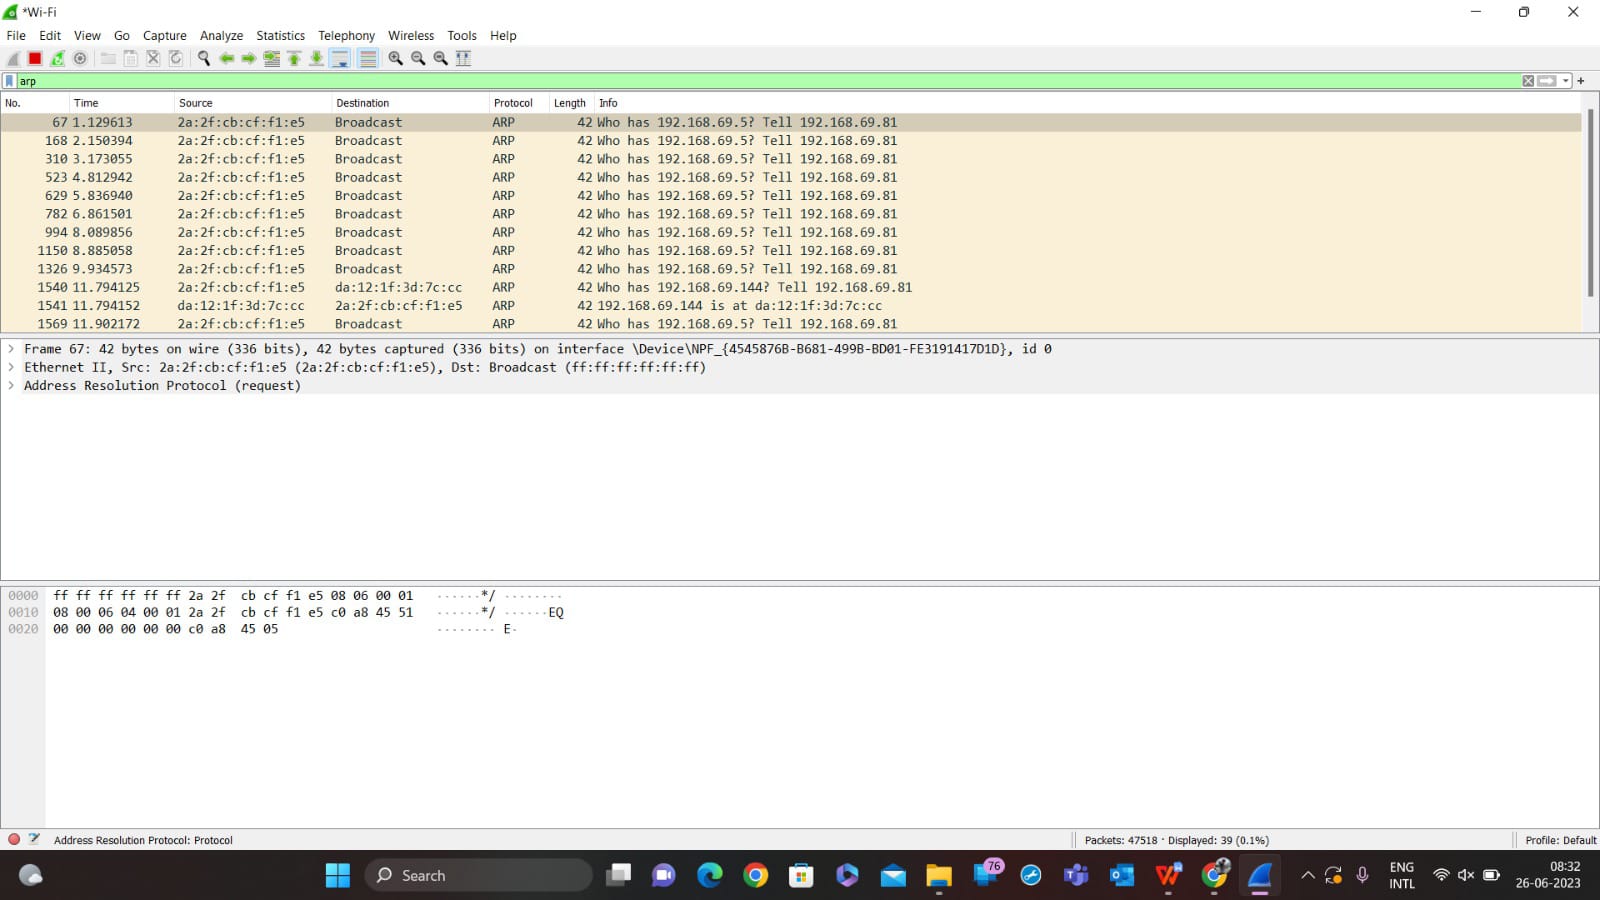 *Wi-Fi
File Edit View Go Capture Analyze Statistics Telephony Wireless Tools Help
arp
No. Time Source Destination Protocol Length Info
67 1.129613 2a:2f:cb:cf:f1:e5 Broadcast ARP 42 Who has 192.168.69.5? Tell 192.168.69.81
168 2.150394 2a:2f:cb:cf:f1:e5 Broadcast ARP 42 Who has 192.168.69.5? Tell 192.168.69.81
310 3.173055 2a:2f:cb:cf:f1:e5 Broadcast ARP 42 Who has 192.168.69.5? Tell 192.168.69.81
523 4.812942 2a:2f:cb:cf:f1:e5 Broadcast ARP 42 Who has 192.168.69.5? Tell 192.168.69.81
629 5.836940 2a:2f:cb:cf:f1:e5 Broadcast ARP 42 Who has 192.168.69.5? Tell 192.168.69.81
782 6.861501 2a:2f:cb:cf:f1:e5 Broadcast ARP 42 Who has 192.168.69.5? Tell 192.168.69.81
994 8.089856 2a:2f:cb:cf:f1:e5 Broadcast ARP 42 Who has 192.168.69.5? Tell 192.168.69.81
1150 8.885058 2a:2f:cb:cf:f1:e5 Broadcast ARP 42 Who has 192.168.69.5? Tell 192.168.69.81
1326 9.934573 2a:2f:cb:cf:f1:e5 Broadcast ARP 42 Who has 192.168.69.5? Tell 192.168.69.81
1540 11.794125 2a:2f:cb:cf:f1:e5 da:12:1f:3d:7c:cc ARP 42 Who has 192.168.69.144? Tell 192.168.69.81
1541 11.794152 da:12:1f:3d:7c:cc 2a:2f:cb:cf:f1:e5 ARP 42 192.168.69.144 is at da:12:1f:3d:7c:cc
1569 11.902172 2a:2f:cb:cf:f1:e5 Broadcast ARP 42 Who has 192.168.69.5? Tell 192.168.69.81
Frame 67: 42 bytes on wire (336 bits), 42 bytes captured (336 bits) on interface \Device\NPF_{4545876B-B681-499B-BD01-FE3191417D1D}, id 0
Ethernet II, Src: 2a:2f:cb:cf:f1:e5 (2a:2f:cb:cf:f1:e5), Dst: Broadcast (ff:ff:ff:ff:ff:ff)
Address Resolution Protocol (request)
0000 ff ff ff ff ff ff 2a 2f cb cf f1 e5 08 06 00 01 ······*/ ········
0010 08 00 06 04 00 01 2a 2f cb cf f1 e5 c0 a8 45 51 ······*/ ······EQ
0020 00 00 00 00 00 00 c0 a8 45 05 ········ E·
Address Resolution Protocol: Protocol Packets: 47518 · Displayed: 39 (0.1%) Profile: Default
Search 76 ENG INTL 08:32
26-06-2023